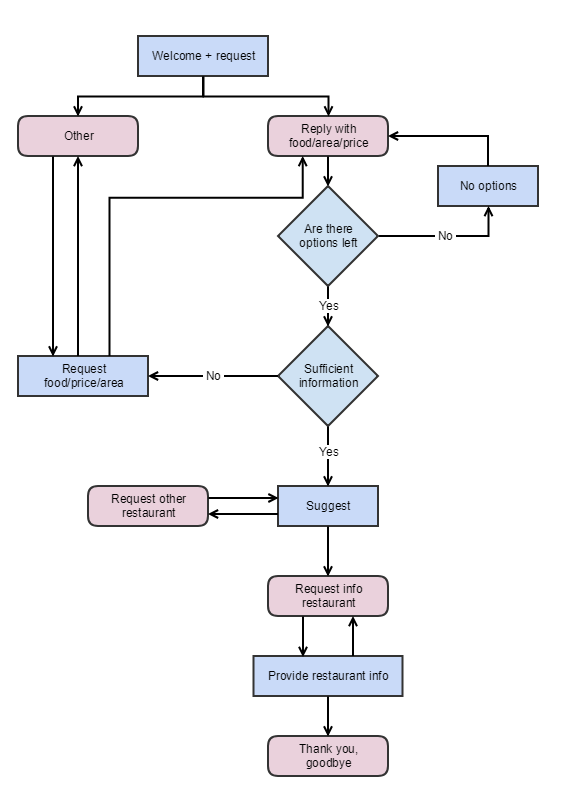 Welcome + request
Other
Reply with
food/area/price
No options
Are there
options left
No
Yes
Request
food/price/area
No
Sufficient
information
Yes
Request other
restaurant
Suggest
Request info
restaurant
Provide restaurant info
Thank you,
goodbye